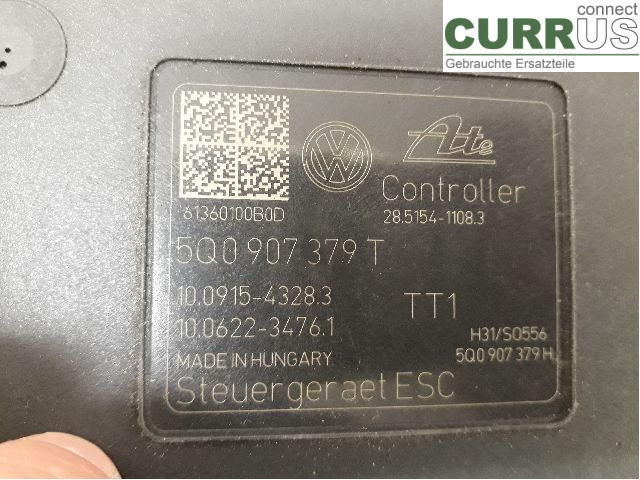 connect
CURRUS
Gebrauchte Ersatzteile
Ate
Controller
28.5154-1108.3
61360100B0D
5Q0 907 379 T
10.0915-4328.3
10.0622-3476.1
TT1
H31/S0556
5Q0 907 379 H
MADE IN HUNGARY
Steuergeraet ESC